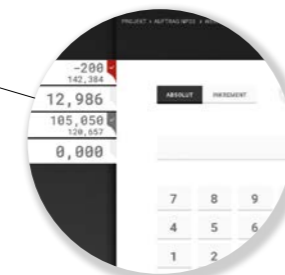 PROJEKT > AUFTRAG
-200
142,384
12,986
105,050
120,657
0,000
ABSOLUT INKREMENT
7 8 9
4 5 6
1 2